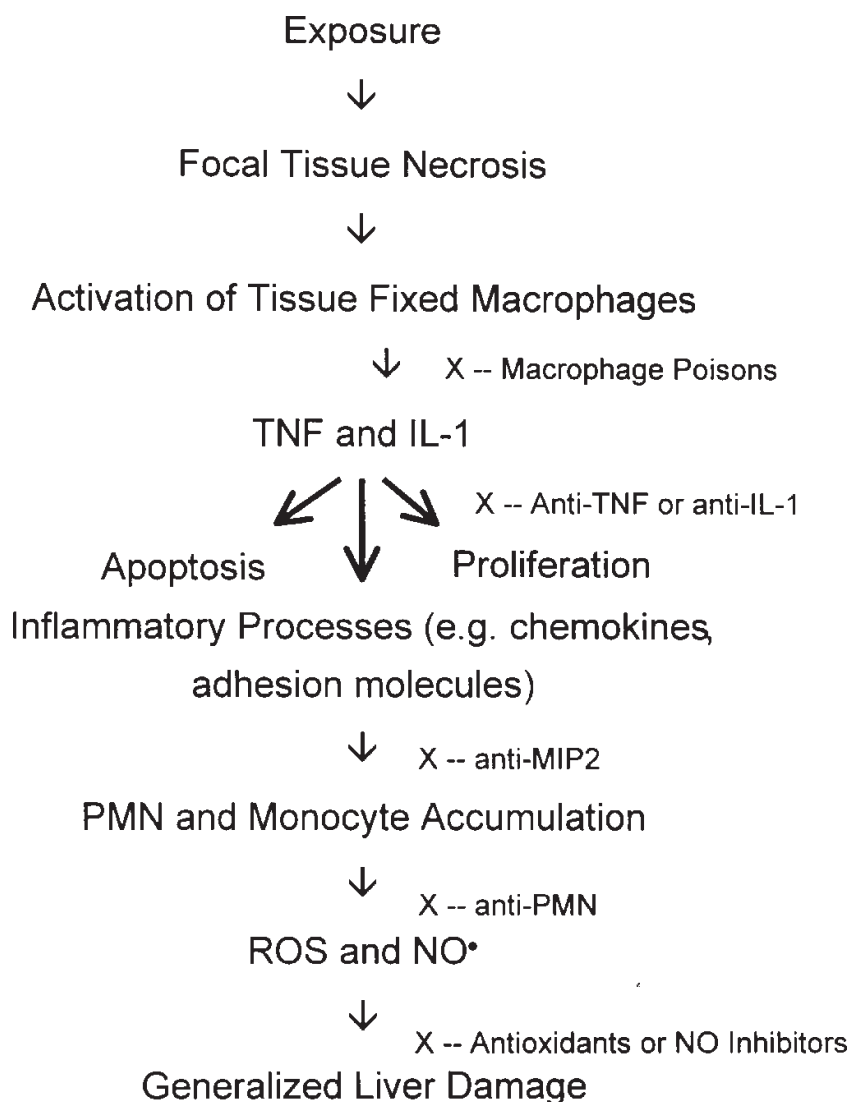 Exposure
↓
Focal Tissue Necrosis
↓
Activation of Tissue Fixed Macrophages
↓ X -- Macrophage Poisons
TNF and IL-1
X -- Anti-TNF or anti-IL-1
Apoptosis Proliferation
Inflammatory Processes (e.g. chemokines,
adhesion molecules)
↓ X -- anti-MIP2
PMN and Monocyte Accumulation
↓ X -- anti-PMN
ROS and NO•
↓ X -- Antioxidants or NO Inhibitors
Generalized Liver Damage